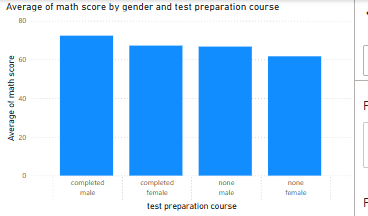 Average of math score by gender and test preparation course
80
60
40
20
0
Average of math score
completed male
completed female
none male
none female
test preparation course
F
F